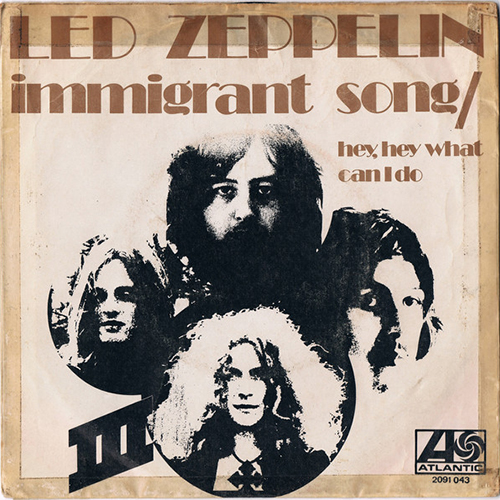 LED ZEPPELIN
immigrant song/
hey, hey what
can I do
III
ATLANTIC
2091 043